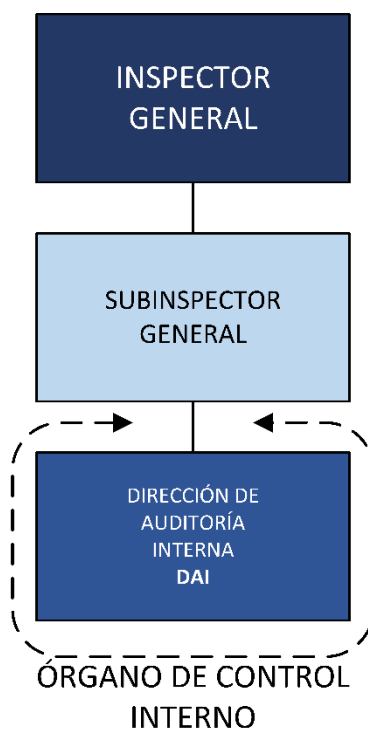 INSPECTOR
GENERAL
SUBINSPECTOR
GENERAL
DIRECCIÓN DE
AUDITORÍA
INTERNA
DAI
ÓRGANO DE CONTROL
INTERNO